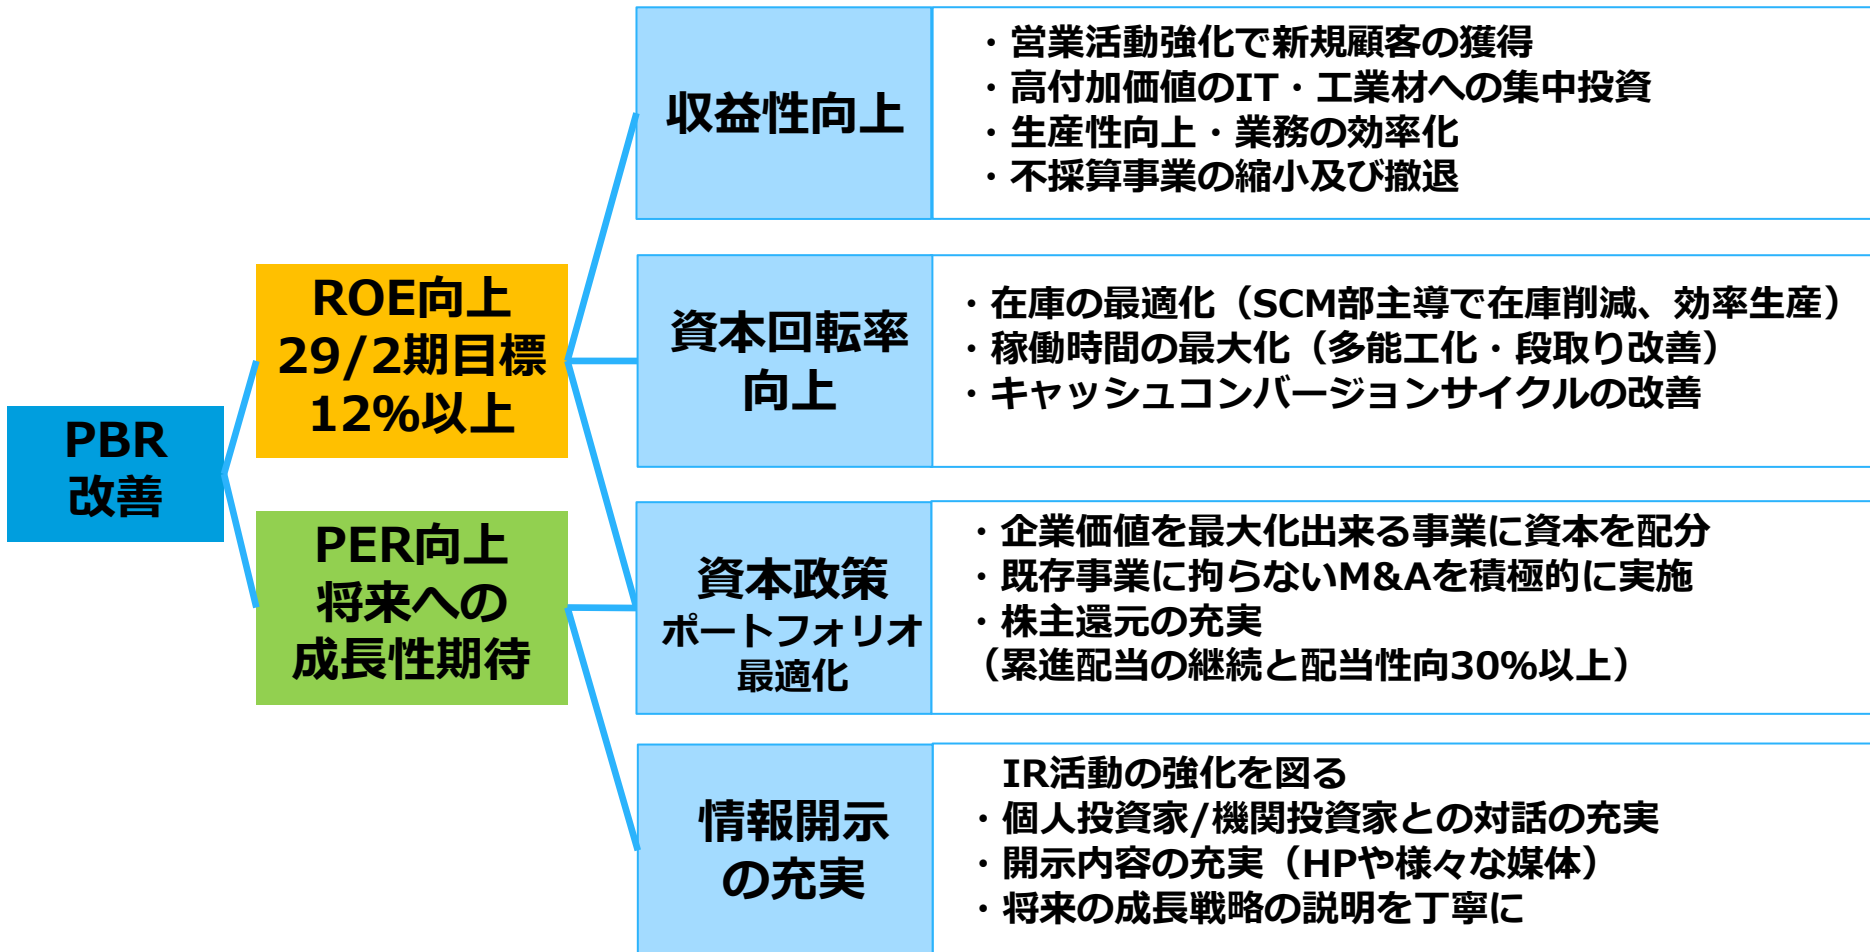 PBR
改善
ROE向上
29/2期目標
12%以上
PER向上
将来への
成長性期待
収益性向上
・営業活動強化で新規顧客の獲得
・高付加価値のIT・工業材への集中投資
・生産性向上・業務の効率化
・不採算事業の縮小及び撤退
資本回転率
向上
・在庫の最適化（SCM部主導で在庫削減、効率生産）
・稼働時間の最大化（多能工化・段取り改善）
・キャッシュコンバージョンサイクルの改善
資本政策
ポートフォリオ
最適化
・企業価値を最大化出来る事業に資本を配分
・既存事業に拘らないM&Aを積極的に実施
・株主還元の充実
（累進配当の継続と配当性向30%以上）
情報開示
の充実
IR活動の強化を図る
・個人投資家/機関投資家との対話の充実
・開示内容の充実（HPや様々な媒体）
・将来の成長戦略の説明を丁寧に